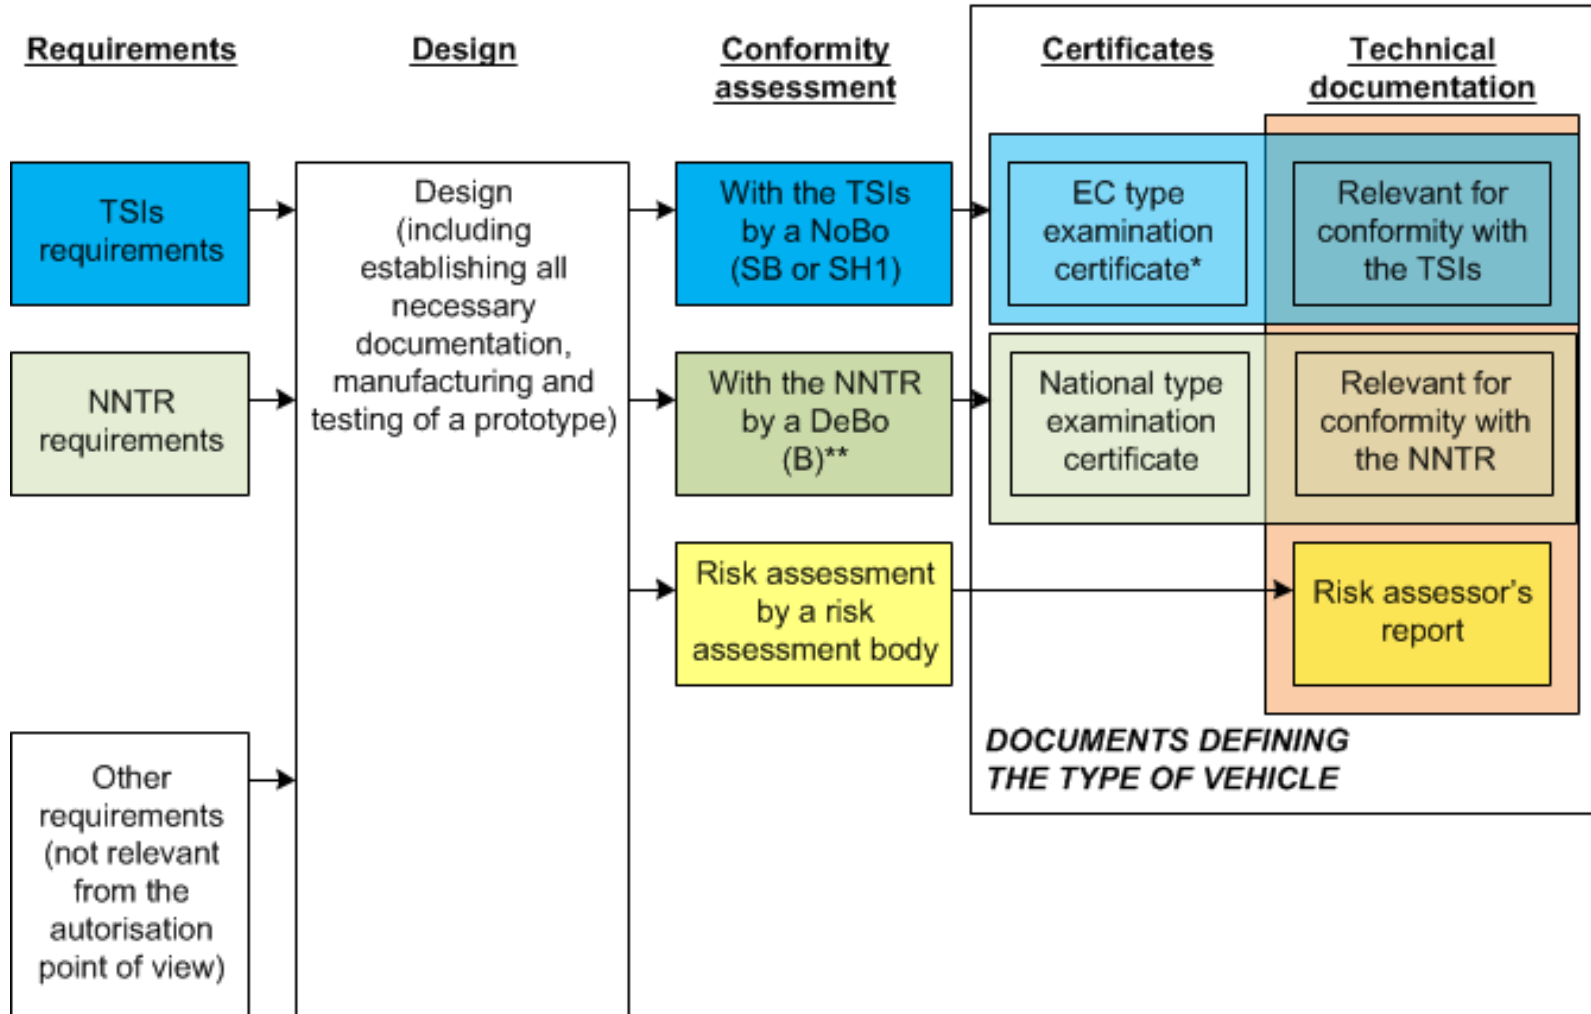 Requirements
Design
Conformity
assessment
Certificates
Technical
documentation
TSIs
requirements
Design
(including
establishing all
necessary
documentation,
manufacturing and
testing of a prototype)
With the TSIs
by a NoBo
(SB or SH1)
EC type
examination
certificate*
Relevant for
conformity with
the TSIs
NNTR
requirements
With the NNTR
by a DeBo
(B)**
National type
examination
certificate
Relevant for
conformity with
the NNTR
Risk assessment
by a risk
assessment body
Risk assessor's
report
DOCUMENTS DEFINING
THE TYPE OF VEHICLE
Other
requirements
(not relevant
from the
autorisation
point of view)